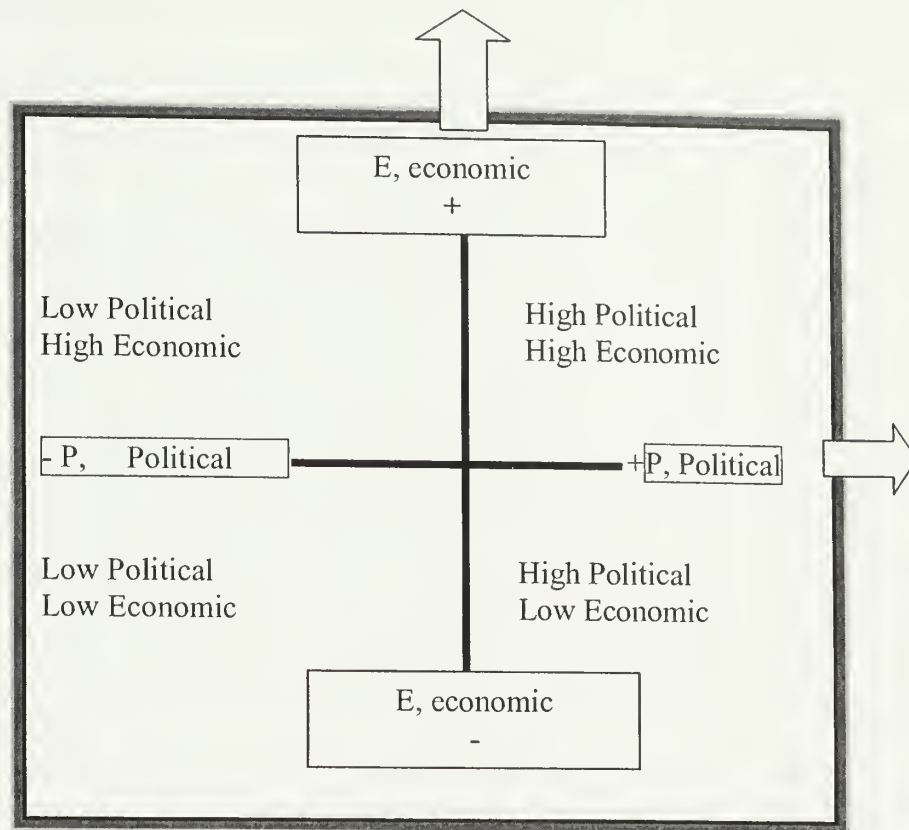 E, economic
+
Low Political
High Economic
High Political
High Economic
- P, Political
+P, Political
Low Political
Low Economic
High Political
Low Economic
E, economic
-